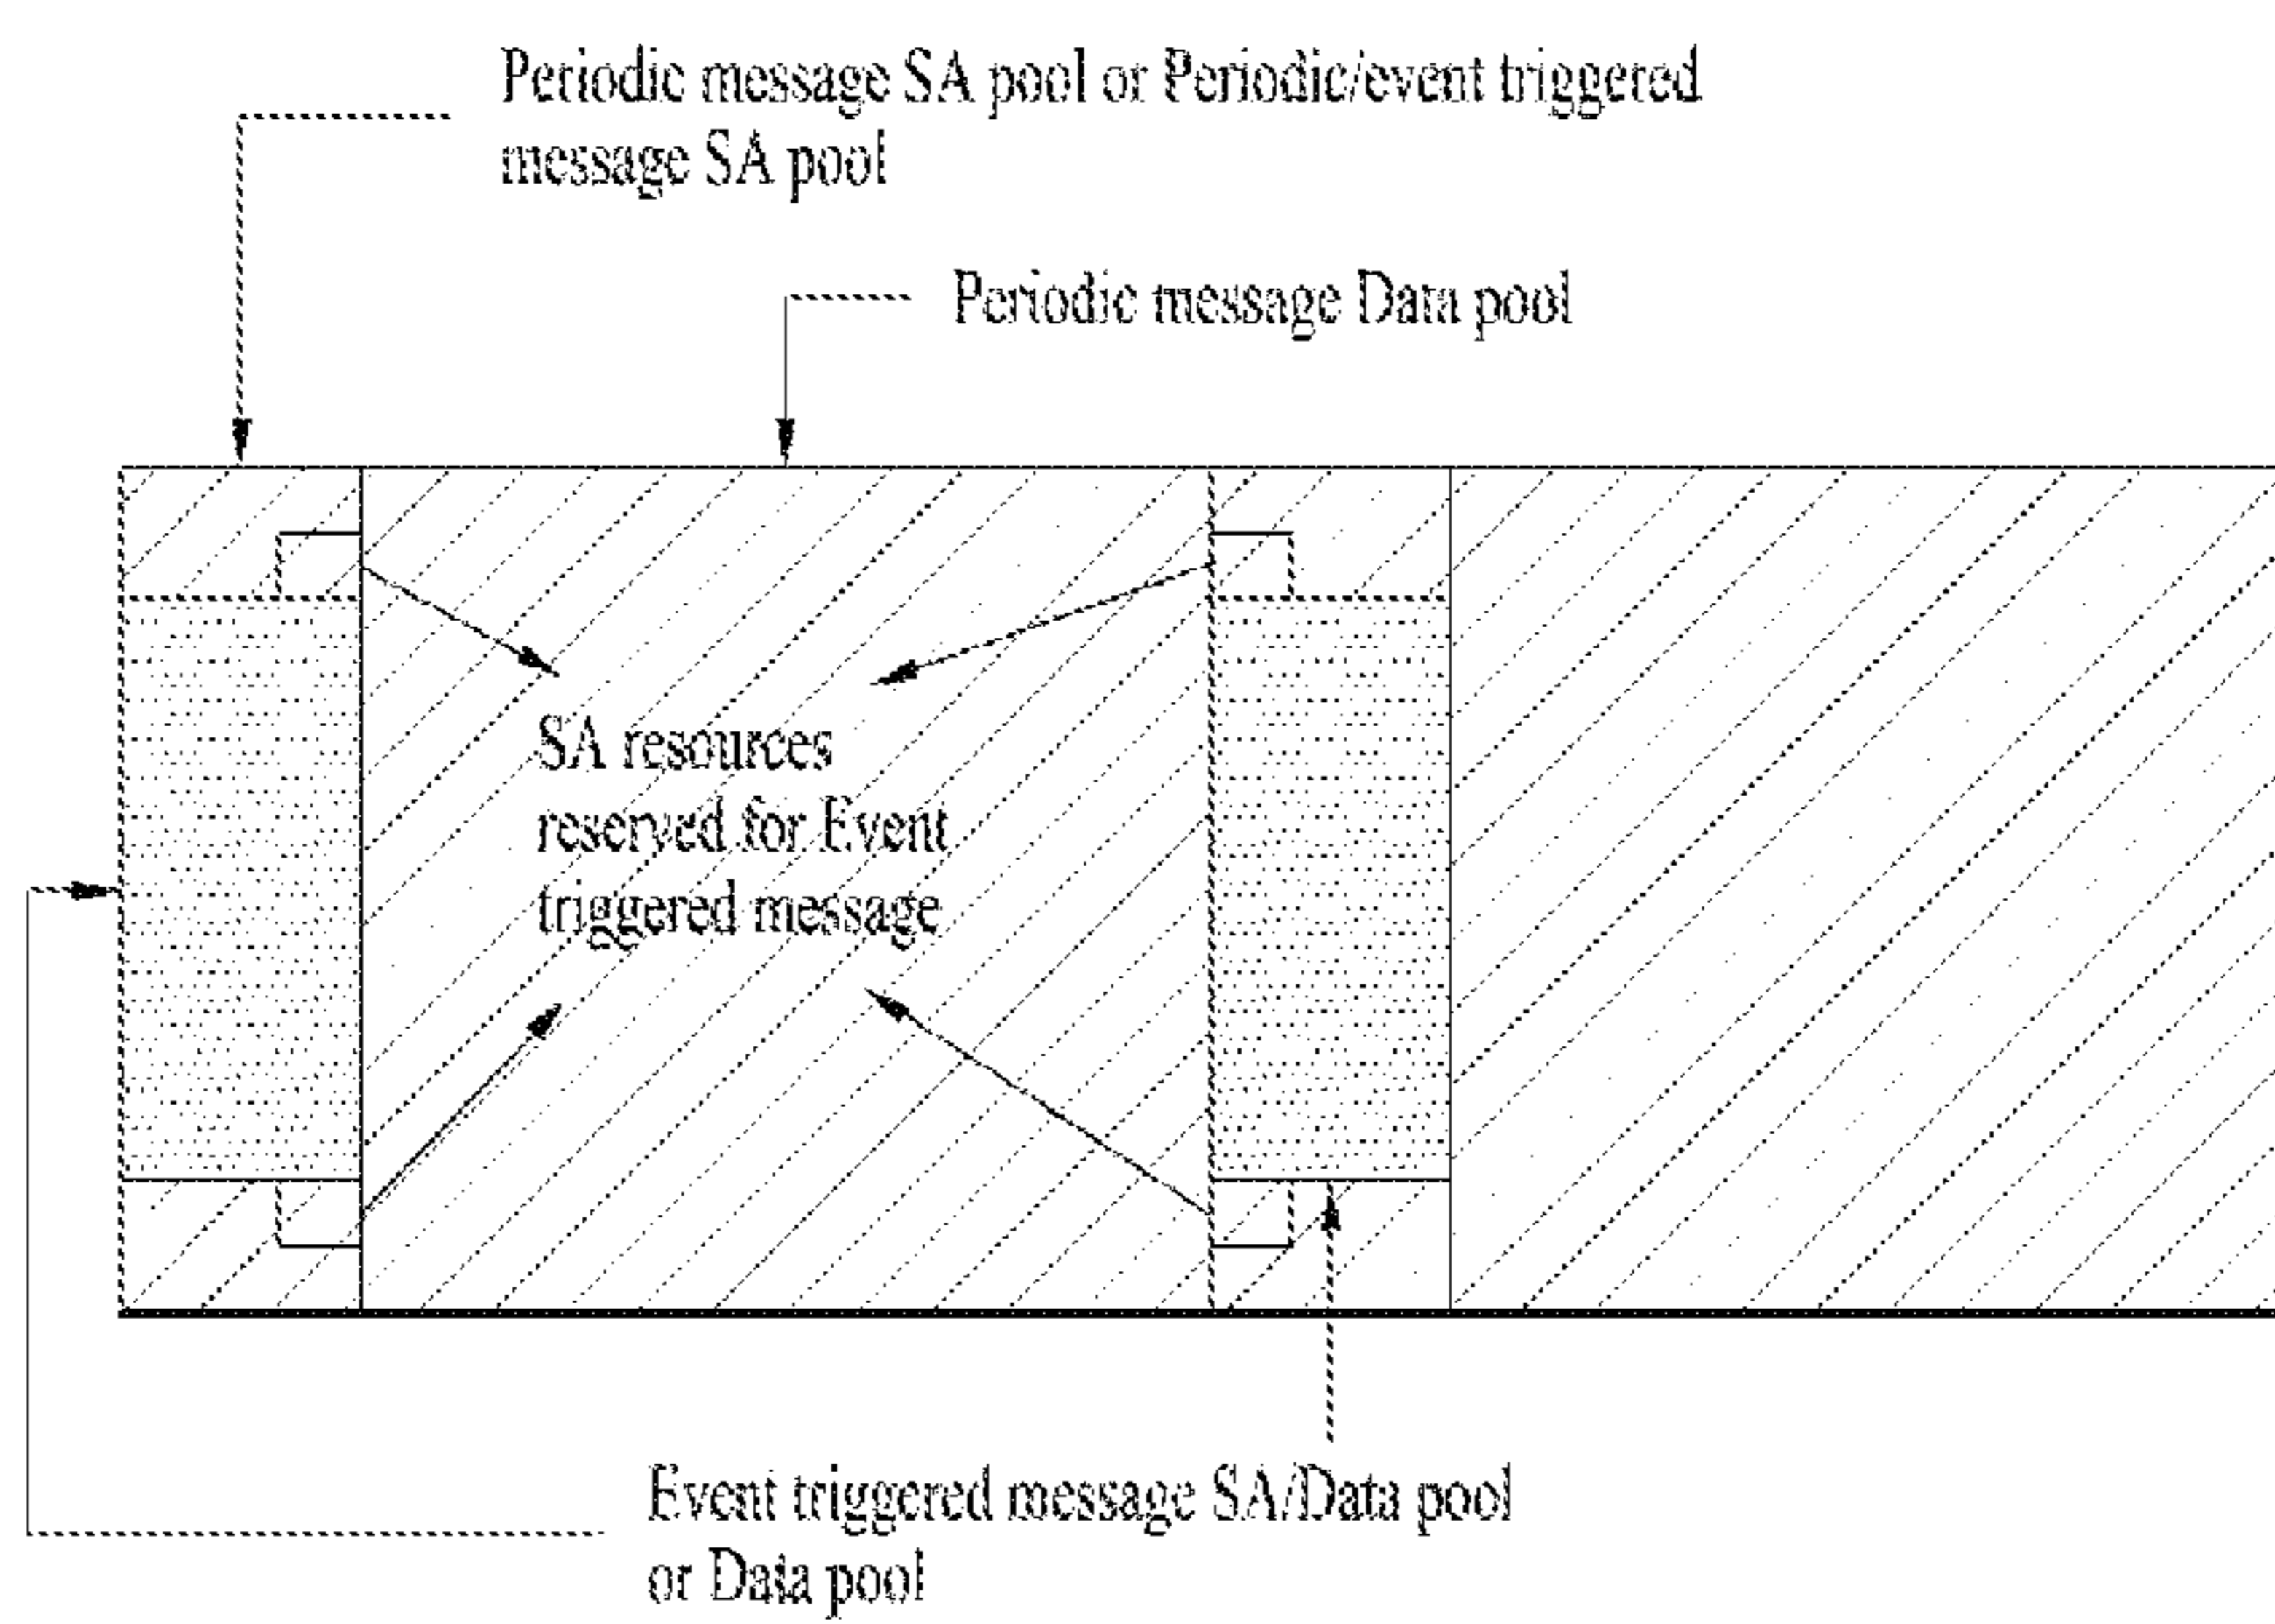 Periodic message SA pool or Periodic/event triggered
message SA pool
Periodic message Data pool
SA resources
reserved for Event
triggered message
Event triggered message SA/Data pool
or Data pool